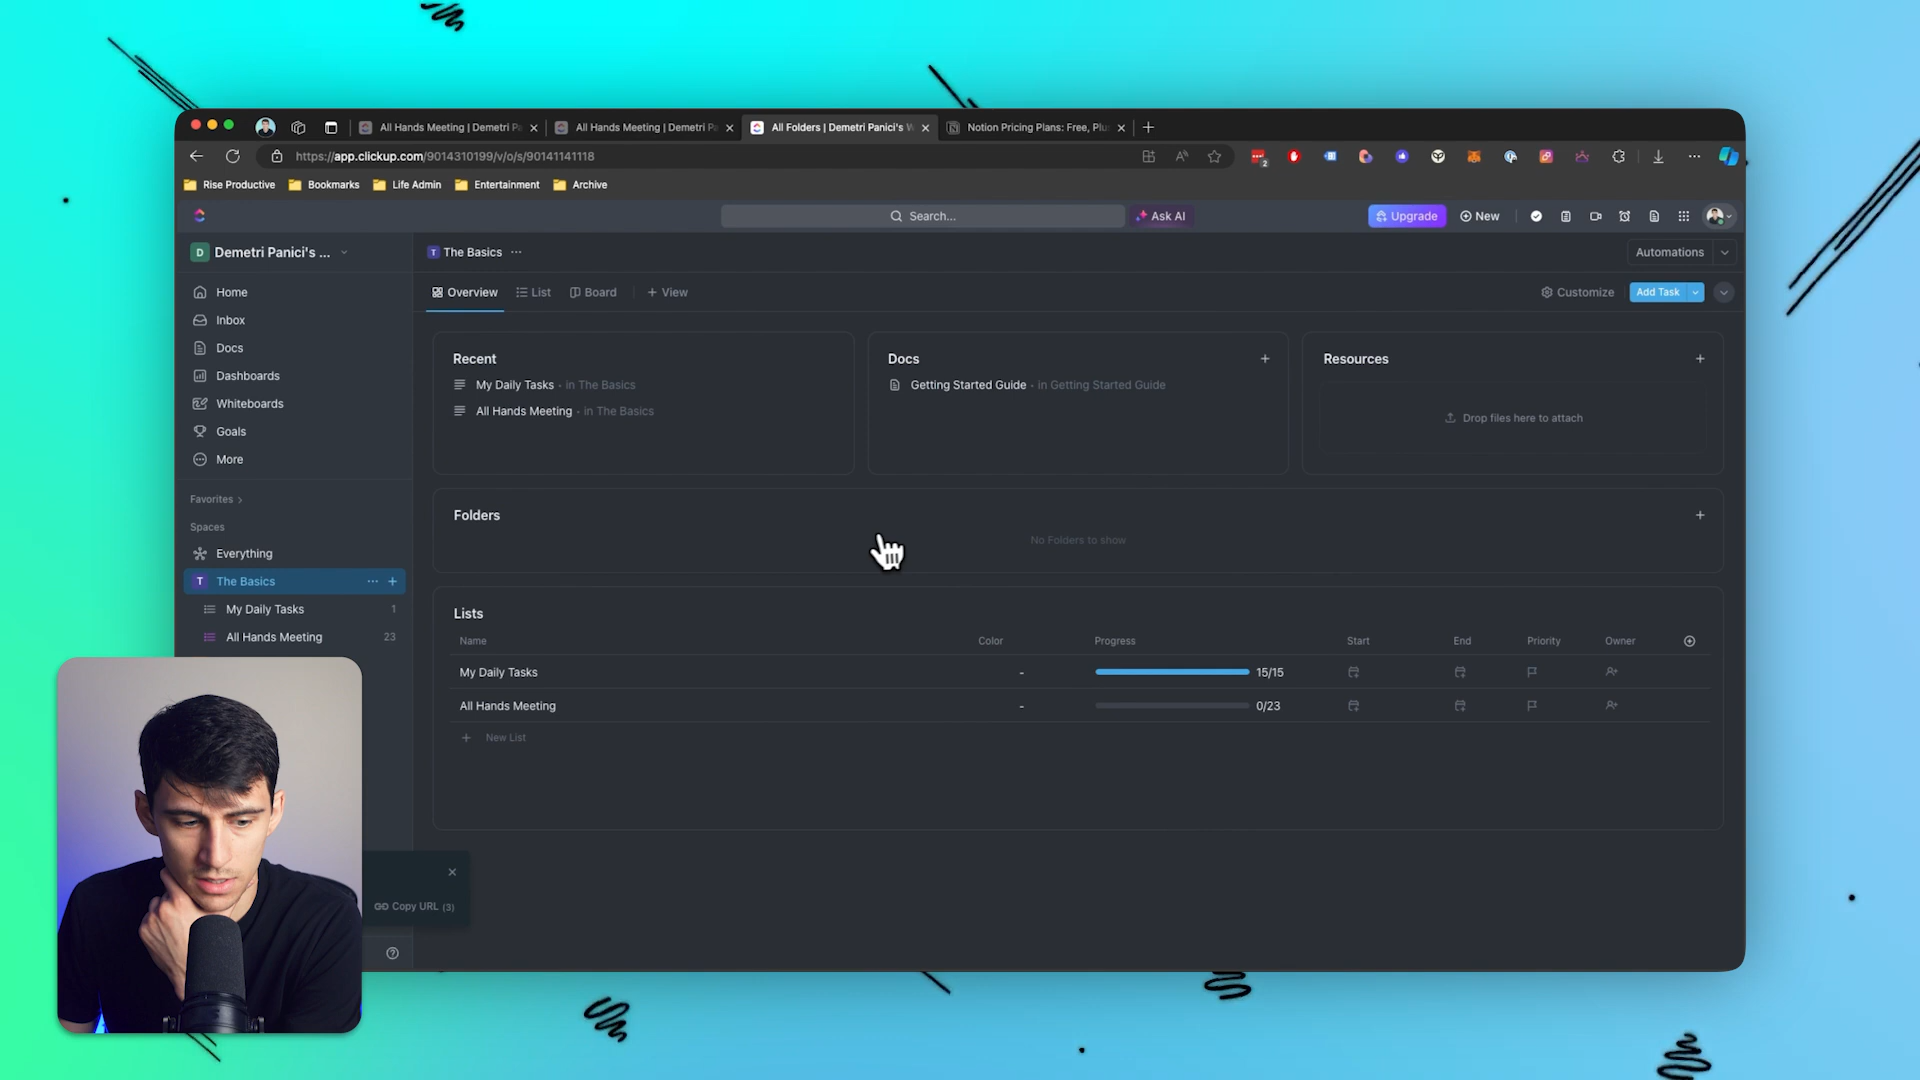 All Hands Meeting | Demetri Pa
All Hands Meeting | Demetri Pa
All Folders | Demetri Panici's W
Notion Pricing Plans: Free, Plu
https://app.clickup.com/9014310199/v/o/s/90141141118
2
Rise Productive
Bookmarks
Life Admin
Entertainment
Archive
Search...
Ask AI
Upgrade
New
D Demetri Panici's ...
T The Basics ...
Automations
Home
Inbox
Docs
Dashboards
Whiteboards
Goals
More
Favorites
Spaces
Everything
T The Basics
My Daily Tasks 1
All Hands Meeting 23
Overview
List
Board
+ View
Customize
Add Task
Recent
My Daily Tasks • in The Basics
All Hands Meeting • in The Basics
Docs
Getting Started Guide • in Getting Started Guide
Resources
Drop files here to attach
Folders
No Folders to show
Lists
Name Color Progress Start End Priority Owner
My Daily Tasks - 15/15
All Hands Meeting - 0/23
+ New List
Copy URL (3)